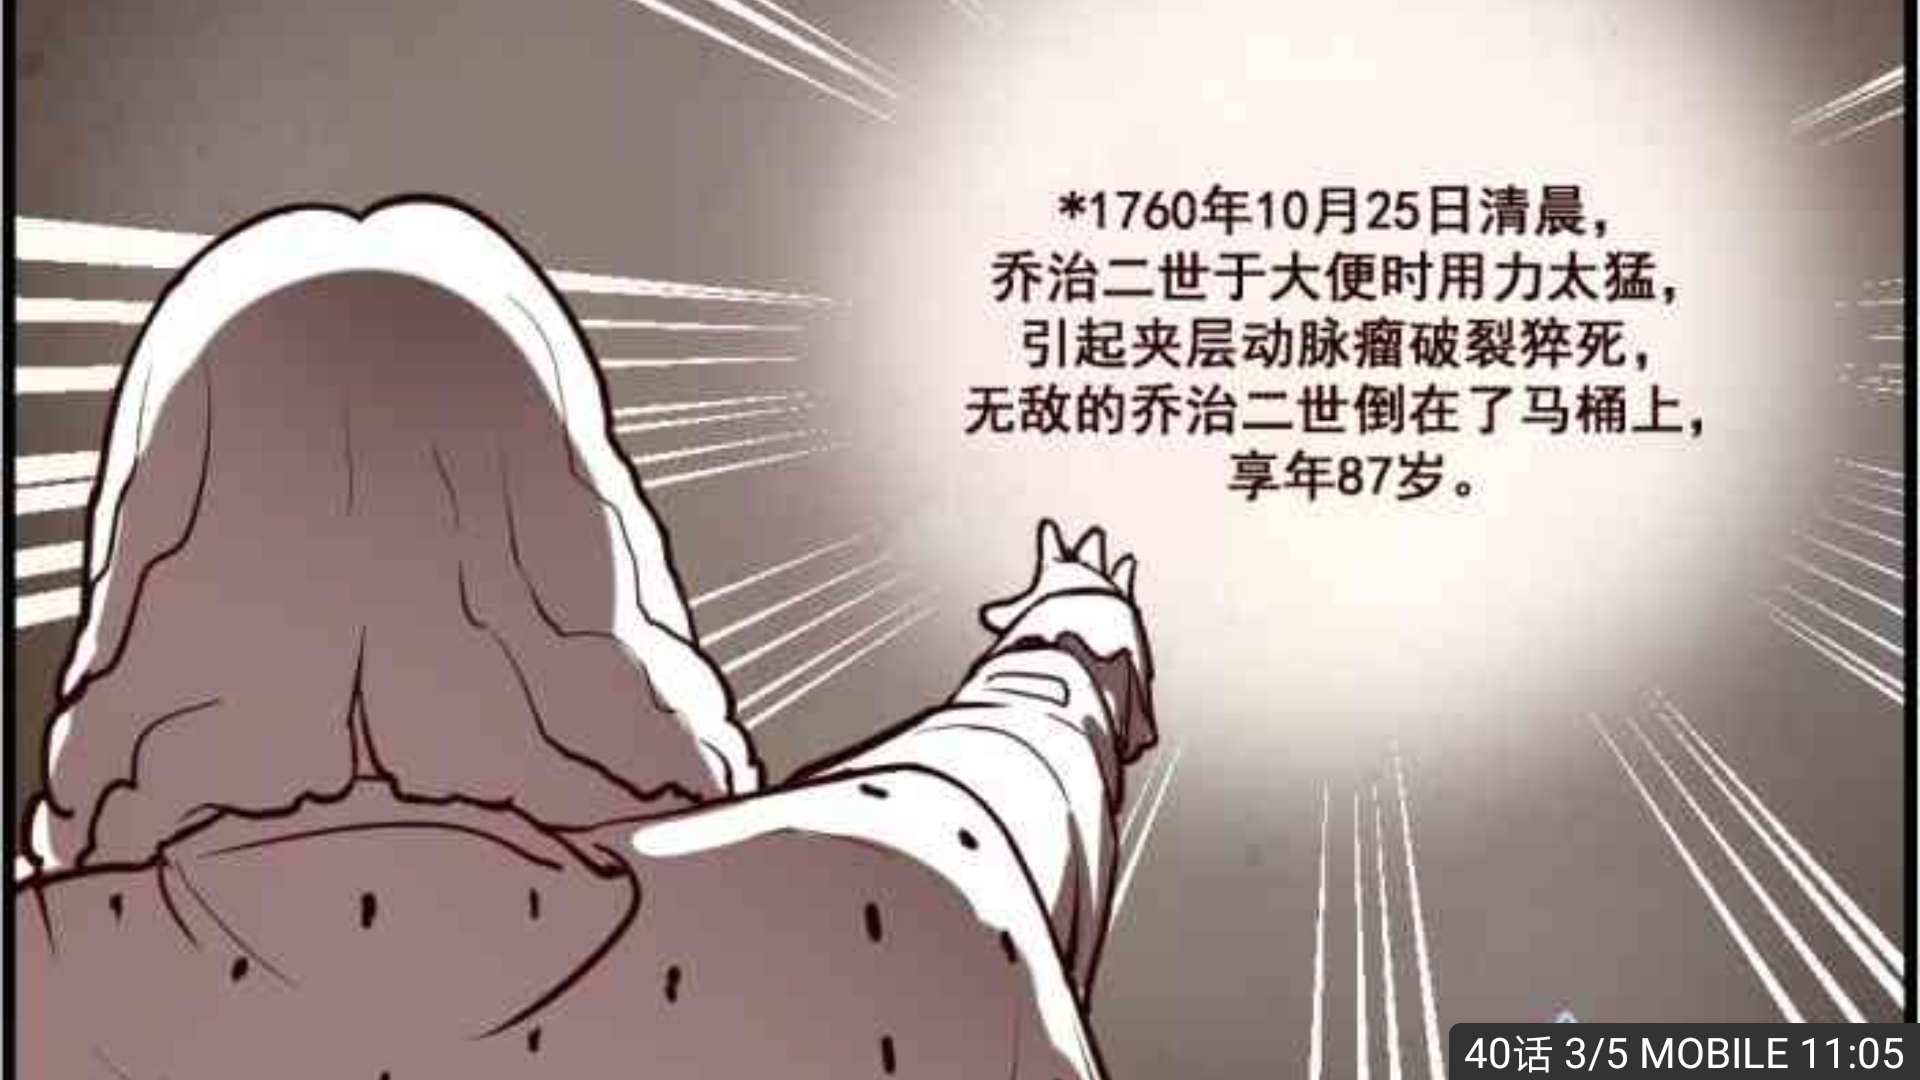 *1760年10月25日清晨，
乔治二世于大便时用力太猛，
引起夹层动脉瘤破裂猝死，
无敌的乔治二世倒在了马桶上，
享年87岁。
40话 3/5 MOBILE 11:05